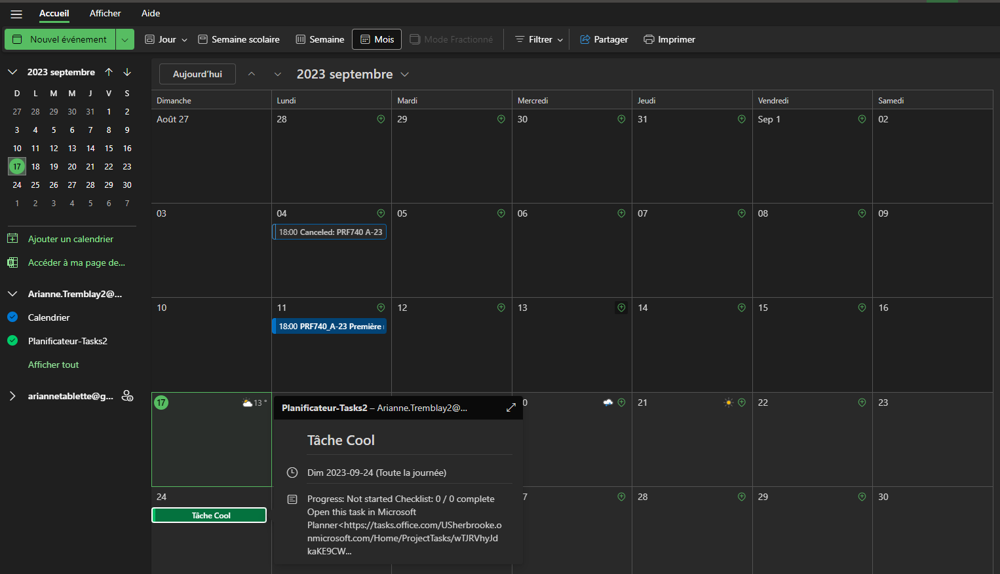 Accueil
Afficher
Aide
Nouvel événement
Jour
Semaine scolaire
Semaine
Mois
Mode Fractionné
Filtrer
Partager
Imprimer
2023 septembre
D L M M J V S
27 28 29 30 31 1 2
3 4 5 6 7 8 9
10 11 12 13 14 15 16
17 18 19 20 21 22 23
24 25 26 27 28 29 30
1 2 3 4 5 6 7
Ajouter un calendrier
Accéder à ma page de...
Arianne.Tremblay2@...
Calendrier
Planificateur-Tasks2
Afficher tout
ariannetablette@g...
Aujourd'hui
2023 septembre
Dimanche Lundi Mardi Mercredi Jeudi Vendredi Samedi
Août 27 28 29 30 31 Sep 1 02
03 04 05 06 07 08 09
18:00 Canceled: PRF740 A-23
10 11 12 13 14 15 16
18:00 PRF740_A-23 Première
17 13 ° 0 21 22 23
Planificateur-Tasks2 – Arianne.Tremblay2@...
Tâche Cool
Dim 2023-09-24 (Toute la journée)
Progress: Not started Checklist: 0 / 0 complete
Open this task in Microsoft
Planner<https://tasks.office.com/USherbrooke.o
nmicrosoft.com/Home/ProjectTasks/wTJRVhyJd
kaKE9CW...
24 7 28 29 30
Tâche Cool